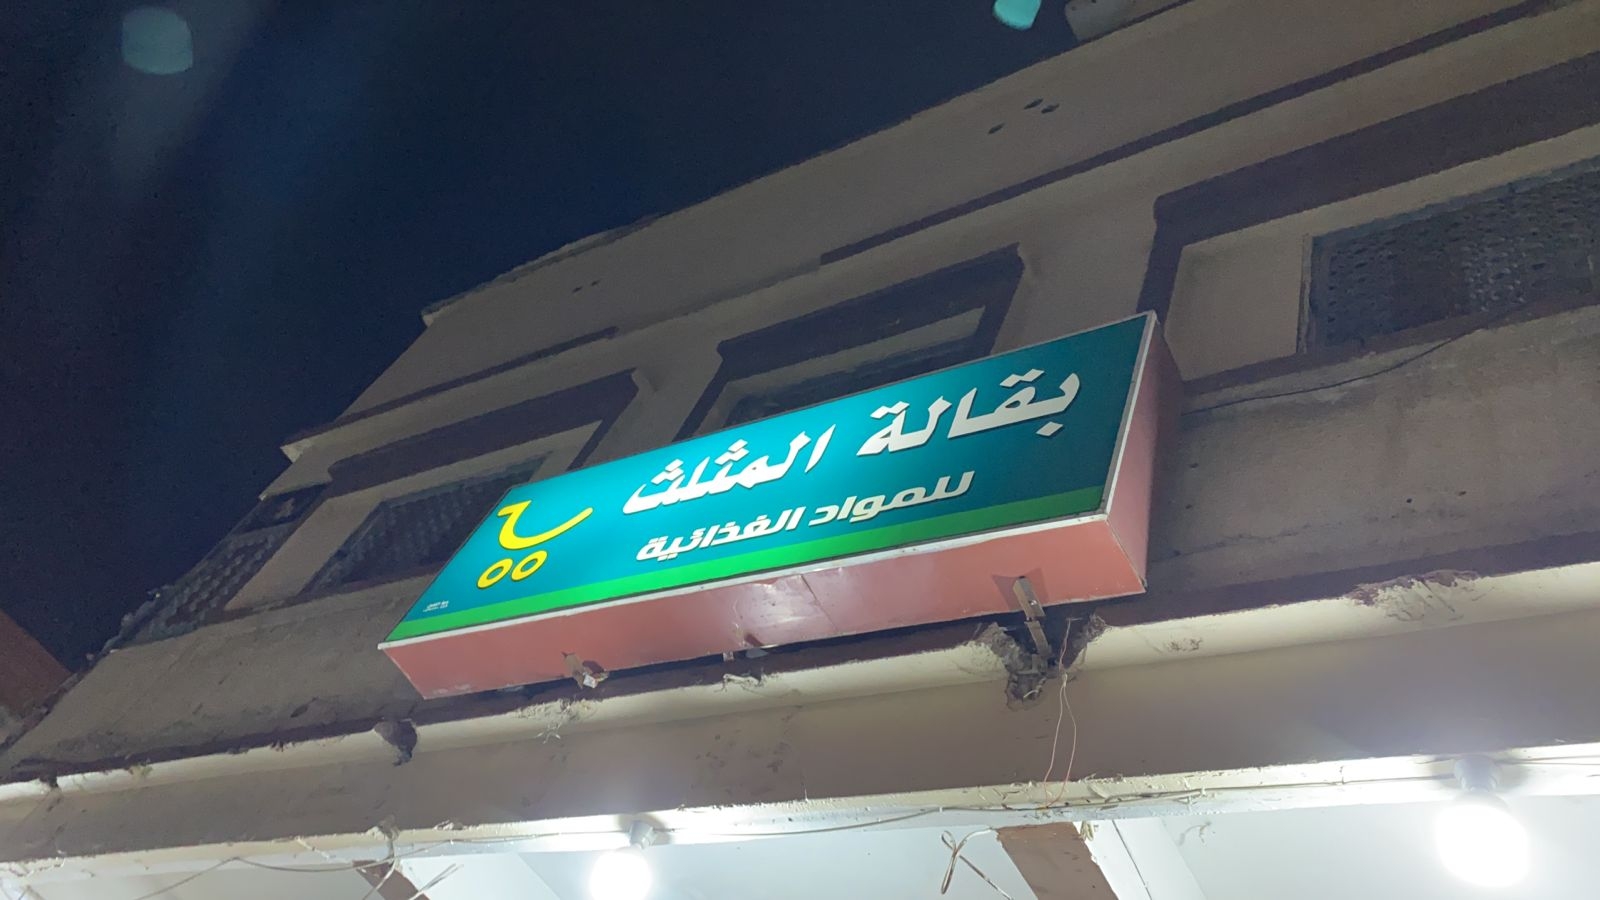 بقالة المثلث
للمواد الغذائية